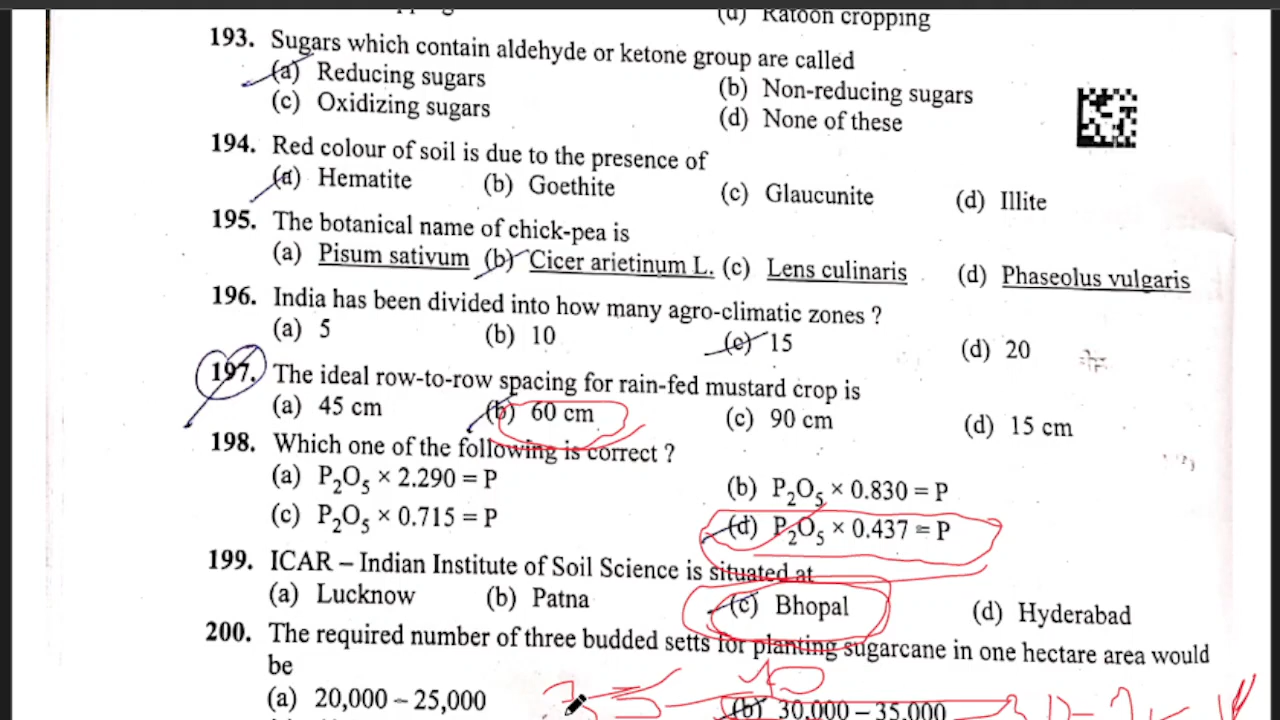 (d) Ratoon cropping
193. Sugars which contain aldehyde or ketone group are called
(a) Reducing sugars (b) Non-reducing sugars
(c) Oxidizing sugars (d) None of these
194. Red colour of soil is due to the presence of
(a) Hematite (b) Goethite (c) Glaucunite (d) Illite
195. The botanical name of chick-pea is
(a) Pisum sativum (b) Cicer arietinum L. (c) Lens culinaris (d) Phaseolus vulgaris
196. India has been divided into how many agro-climatic zones ?
(a) 5 (b) 10 (c) 15 (d) 20
197. The ideal row-to-row spacing for rain-fed mustard crop is
(a) 45 cm (b) 60 cm (c) 90 cm (d) 15 cm
198. Which one of the following is correct ?
(a) P₂O₅ × 2.290 = P (b) P₂O₅ × 0.830 = P
(c) P₂O₅ × 0.715 = P (d) P₂O₅ × 0.437 = P
199. ICAR – Indian Institute of Soil Science is situated at
(a) Lucknow (b) Patna (c) Bhopal (d) Hyderabad
200. The required number of three budded setts for planting sugarcane in one hectare area would
be
(a) 20,000 – 25,000 (b) 30,000 – 35,000